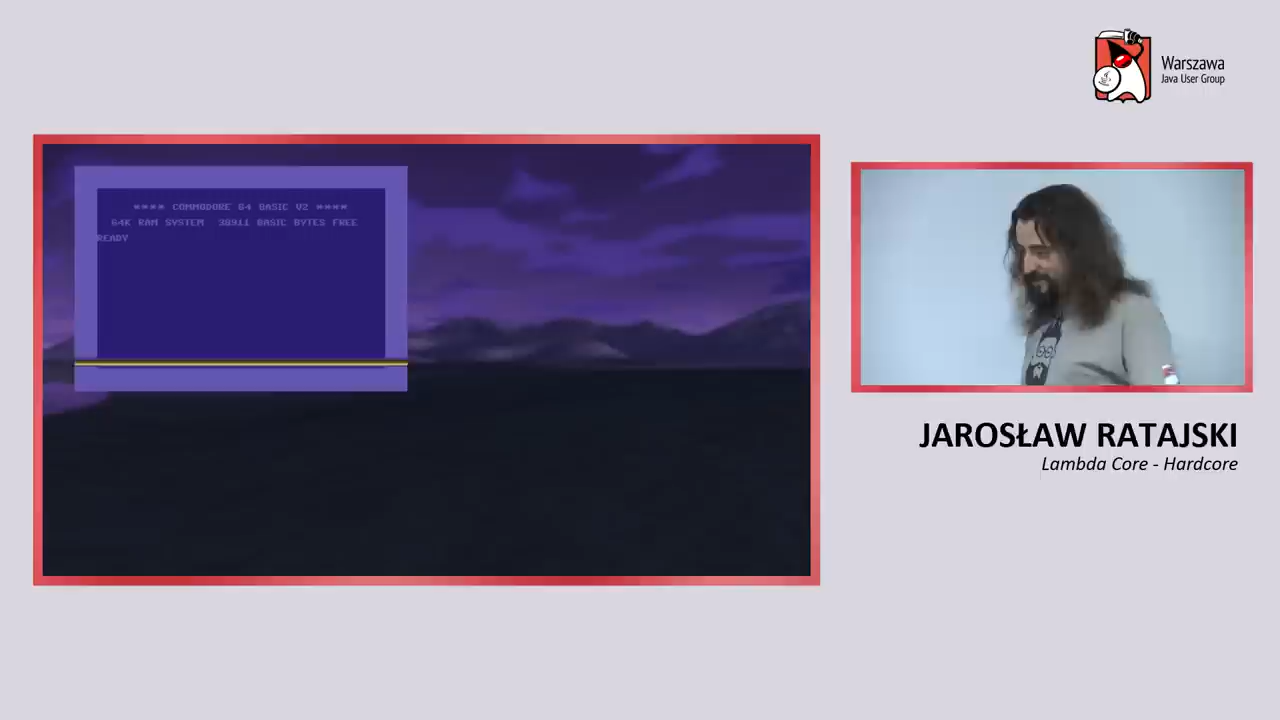 Warszawa
Java User Group
**** COMMODORE 64 BASIC V2 ****
64K RAM SYSTEM  38911 BASIC BYTES FREE
READY
JAROSŁAW RATAJSKI
Lambda Core - Hardcore